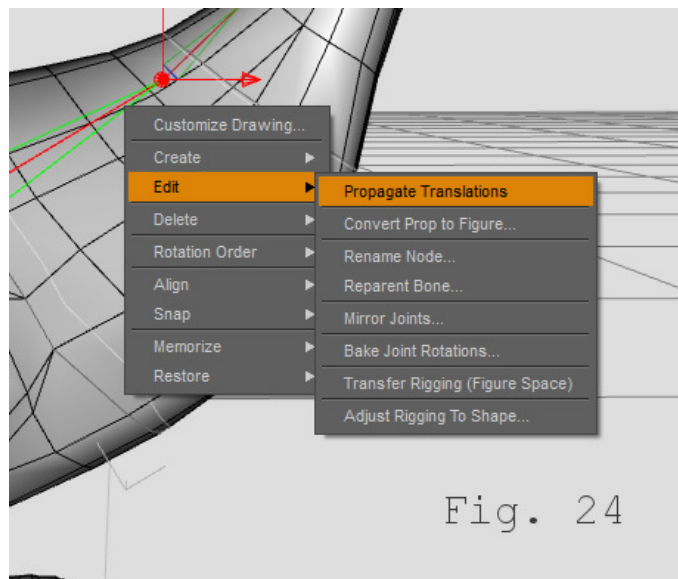 Customize Drawing...
Create
Edit
Delete
Rotation Order
Align
Snap
Memorize
Restore
Propagate Translations
Convert Prop to Figure...
Rename Node...
Reparent Bone...
Mirror Joints...
Bake Joint Rotations...
Transfer Rigging (Figure Space)
Adjust Rigging To Shape...
Fig. 24